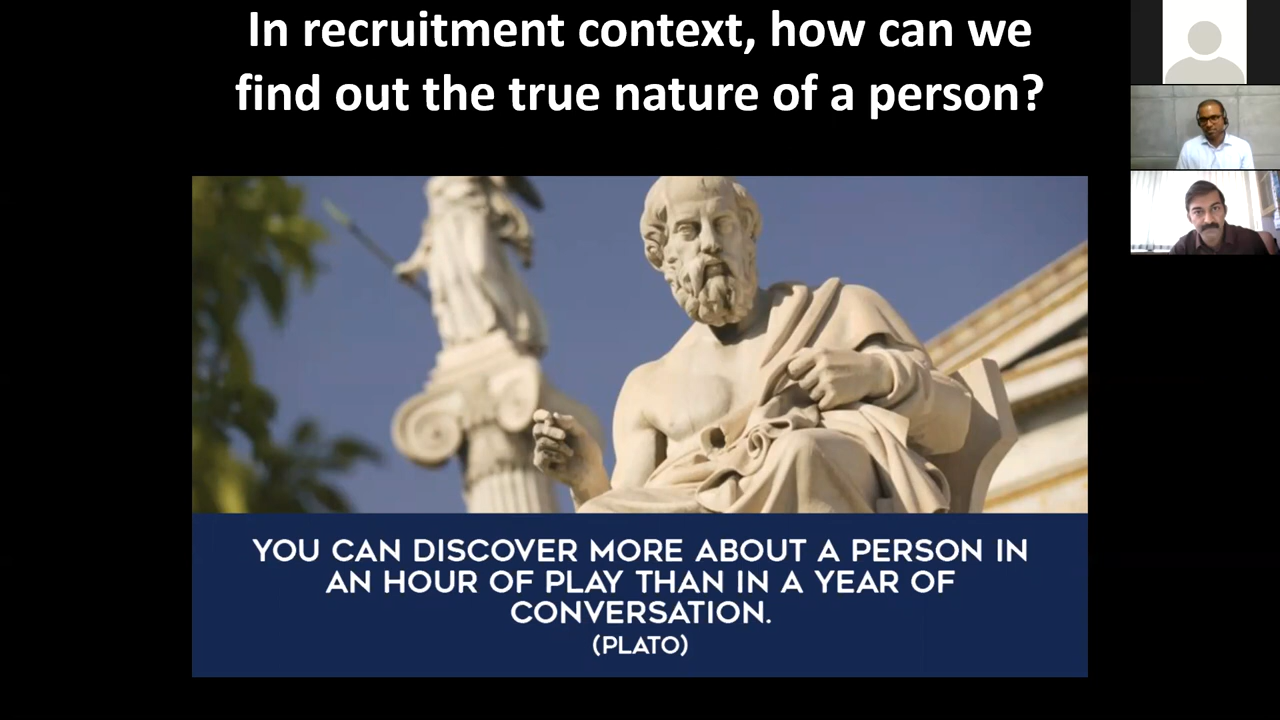 In recruitment context, how can we
find out the true nature of a person?
YOU CAN DISCOVER MORE ABOUT A PERSON IN
AN HOUR OF PLAY THAN IN A YEAR OF
CONVERSATION.
(PLATO)